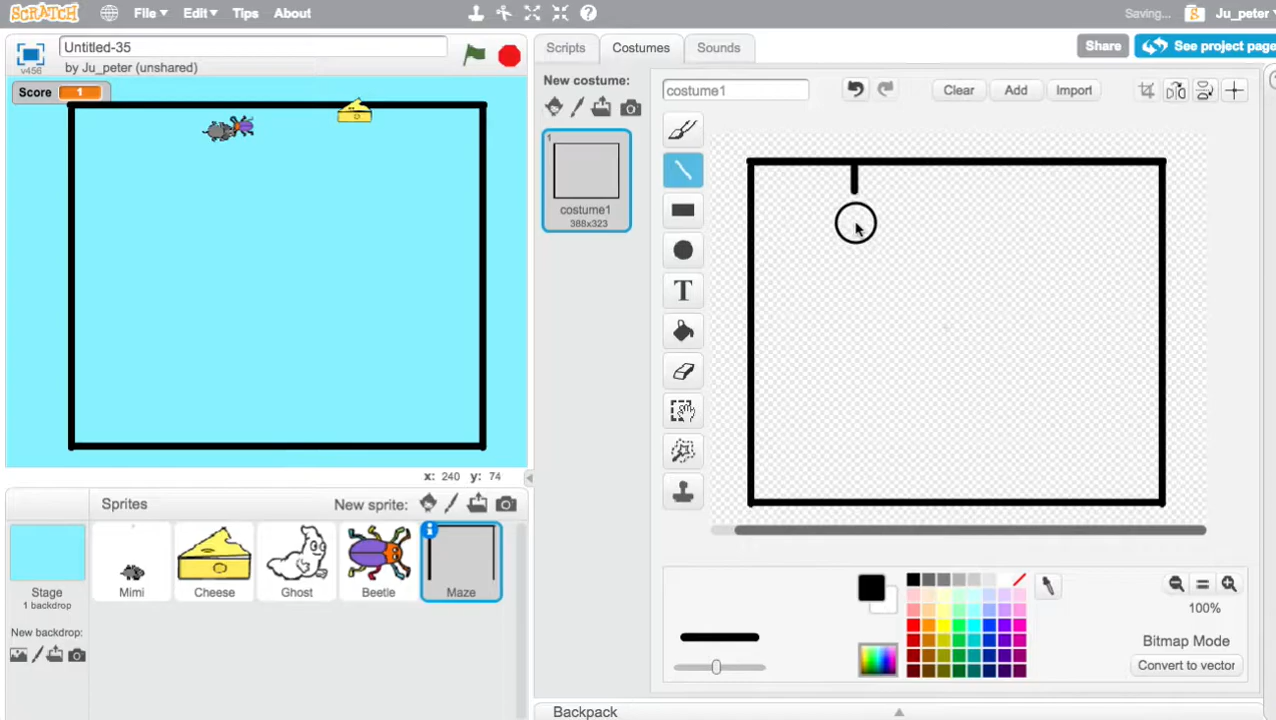 SCRATCH File Edit Tips About Saving... Ju_peter
v456 Untitled-35
by Ju_peter (unshared)
Scripts Costumes Sounds Share See project page
Score 1
New costume:
costume1 Clear Add Import
1
costume1
388x323
T
x: 240 y: 74
Sprites New sprite:
Stage
1 backdrop
New backdrop:
Mimi Cheese Ghost Beetle Maze
100%
Bitmap Mode
Convert to vector
Backpack